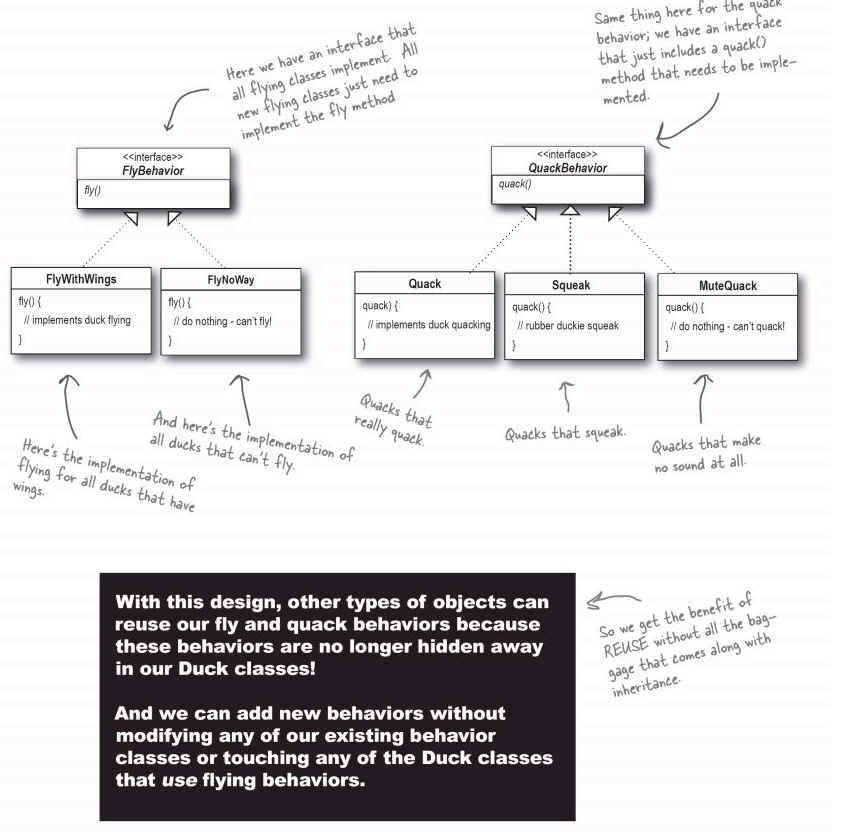 Here we have an interface that
all flying classes implement. All
new flying classes just need to
implement the fly method
Same thing here for the quack
behavior; we have an interface
that just includes a quack()
method that needs to be imple-
mented.
<<interface>>
FlyBehavior
fly()
<<interface>>
QuackBehavior
quack()
FlyWithWings
fly() {
// implements duck flying
}
FlyNoWay
fly() {
// do nothing - can't fly!
}
Quack
quack) {
// implements duck quacking
}
Squeak
quack() {
// rubber duckie squeak
}
MuteQuack
quack() {
// do nothing - can't quack!
}
Here's the implementation of
flying for all ducks that have
wings.
And here's the implementation of
all ducks that can't fly.
Quacks that
really quack.
Quacks that squeak.
Quacks that make
no sound at all.
With this design, other types of objects can
reuse our fly and quack behaviors because
these behaviors are no longer hidden away
in our Duck classes!
And we can add new behaviors without
modifying any of our existing behavior
classes or touching any of the Duck classes
that use flying behaviors.
So we get the benefit of
REUSE without all the bag-
gage that comes along with
inheritance.